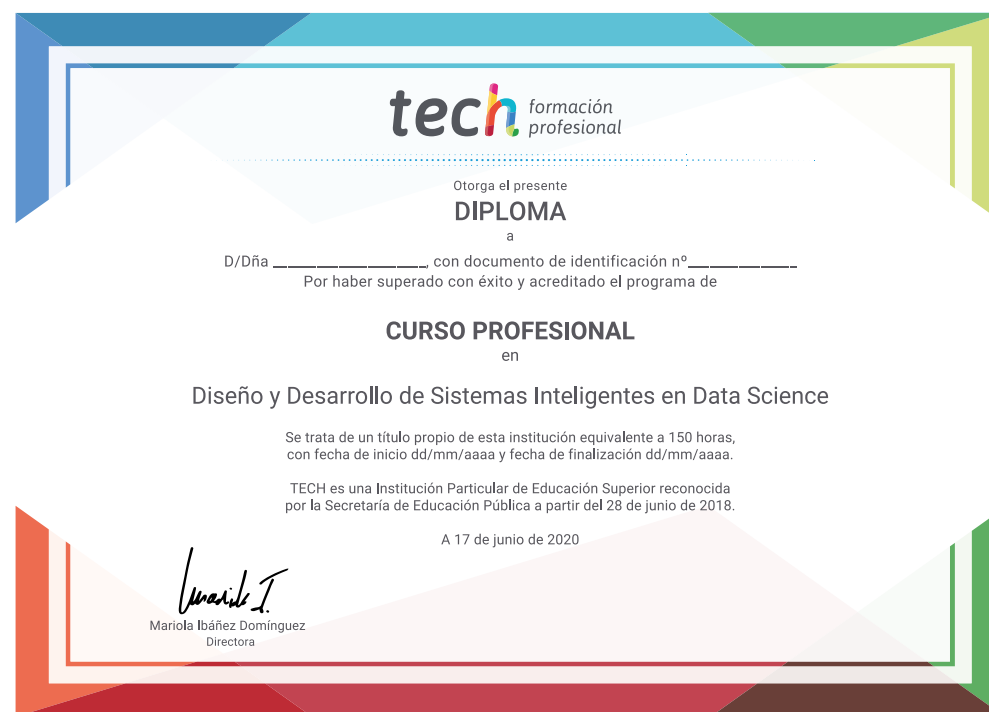 tech formación
profesional
Otorga el presente
DIPLOMA
a
D/Dña ____________________, con documento de identificación nº______________
Por haber superado con éxito y acreditado el programa de
CURSO PROFESIONAL
en
Diseño y Desarrollo de Sistemas Inteligentes en Data Science
Se trata de un título propio de esta institución equivalente a 150 horas,
con fecha de inicio dd/mm/aaaa y fecha de finalización dd/mm/aaaa.
TECH es una Institución Particular de Educación Superior reconocida
por la Secretaría de Educación Pública a partir del 28 de junio de 2018.
A 17 de junio de 2020
Mariola Ibáñez Domínguez
Directora